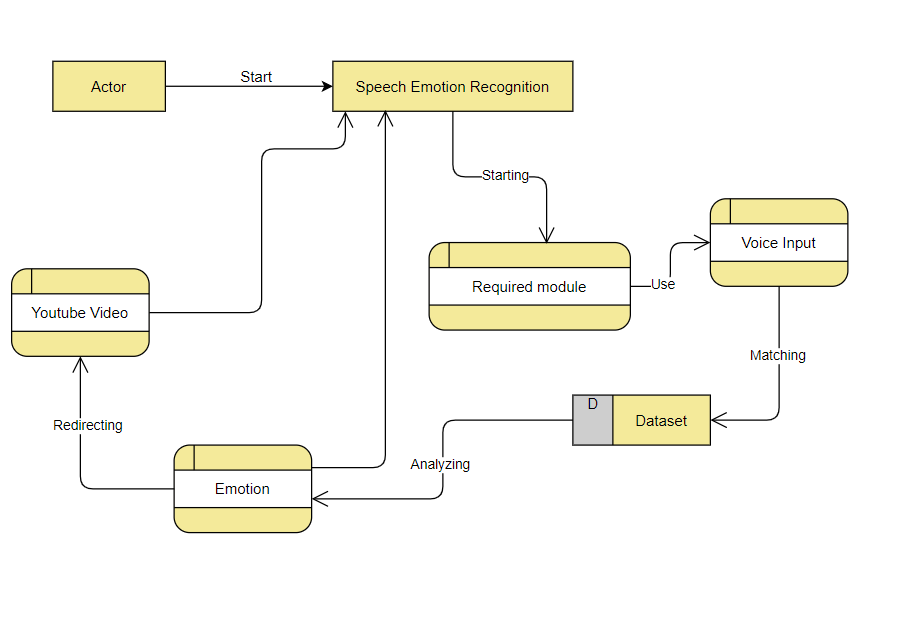 Actor
Start
Speech Emotion Recognition
Starting
Voice Input
Required module
Use
Youtube Video
Matching
D
Dataset
Redirecting
Analyzing
Emotion